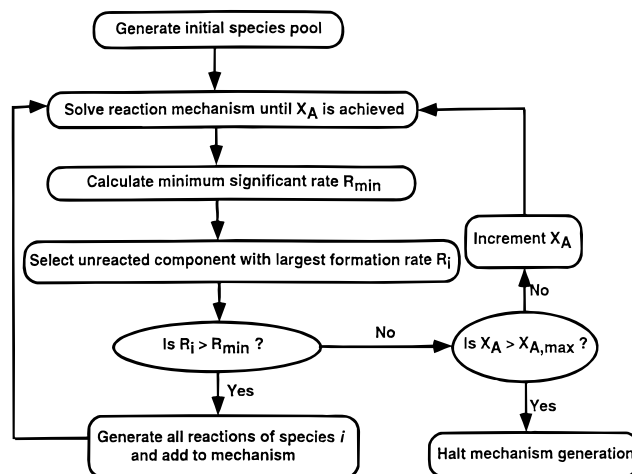 Generate initial species pool
Solve reaction mechanism until XA is achieved
Calculate minimum significant rate Rmin
Increment XA
Select unreacted component with largest formation rate Ri
No
Is Ri > Rmin ?
No
Is XA > XA,max ?
Yes
Yes
Generate all reactions of species i
and add to mechanism
Halt mechanism generation